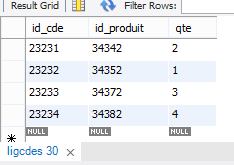 Result Grid Filter Rows:
id_cde id_produit qte
23231 34342 2
23232 34352 1
23233 34372 3
23234 34382 4
NULL NULL NULL
ligcdes 30